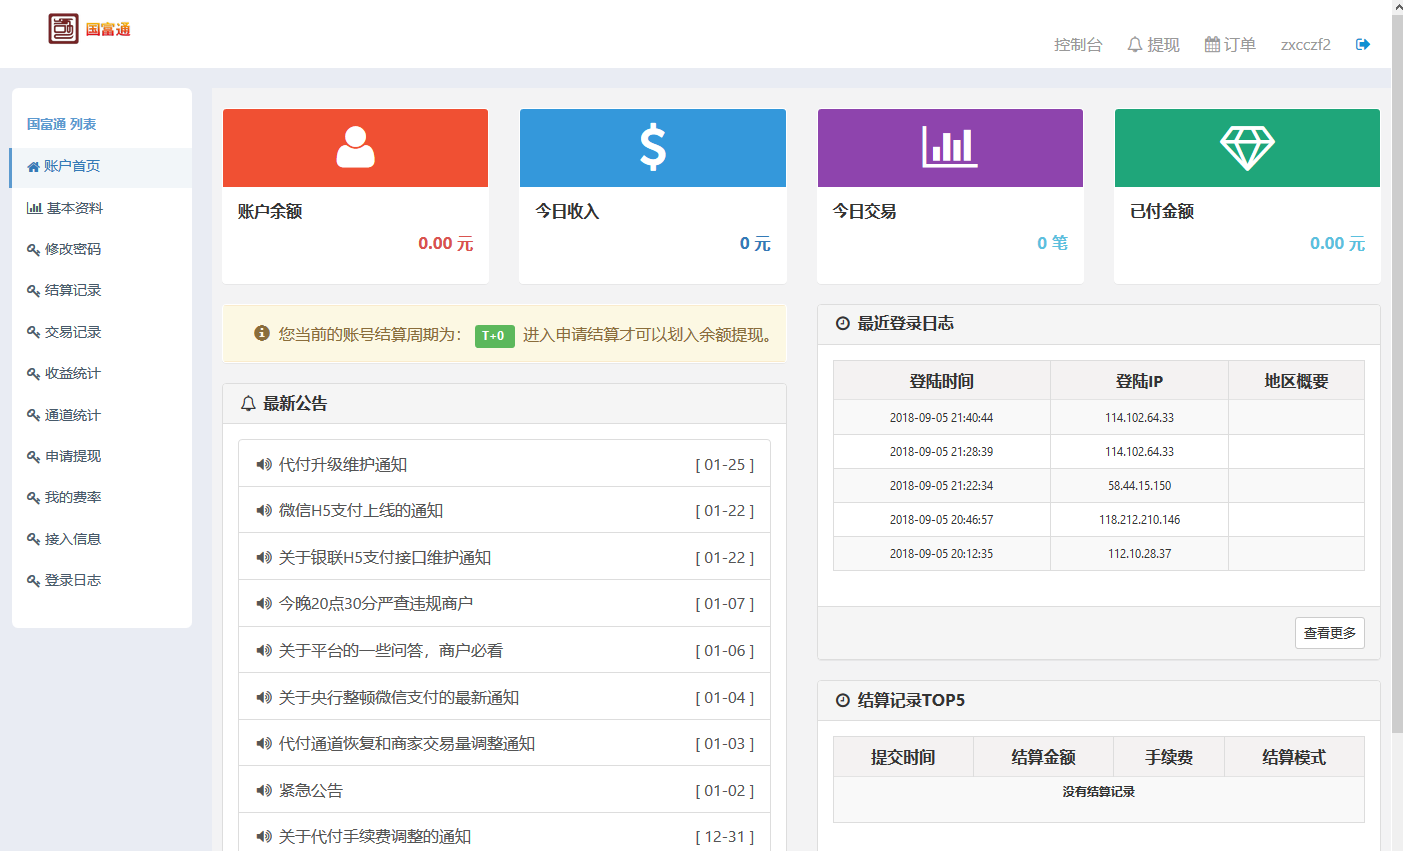 国富通
控制台 提现 订单 zxcczf2
国富通 列表
账户首页
基本资料
修改密码
结算记录
交易记录
收益统计
通道统计
申请提现
我的费率
接入信息
登录日志
账户余额
0.00 元
今日收入
0 元
今日交易
0 笔
已付金额
0.00 元
您当前的账号结算周期为： T+0 进入申请结算才可以划入余额提现。
最新公告
代付升级维护通知 [ 01-25 ]
微信H5支付上线的通知 [ 01-22 ]
关于银联H5支付接口维护通知 [ 01-22 ]
今晚20点30分严查违规商户 [ 01-07 ]
关于平台的一些问答，商户必看 [ 01-06 ]
关于央行整顿微信支付的最新通知 [ 01-04 ]
代付通道恢复和商家交易量调整通知 [ 01-03 ]
紧急公告 [ 01-02 ]
关于代付手续费调整的通知 [ 12-31 ]
最近登录日志
登陆时间 登陆IP 地区概要
2018-09-05 21:40:44 114.102.64.33
2018-09-05 21:28:39 114.102.64.33
2018-09-05 21:22:34 58.44.15.150
2018-09-05 20:46:57 118.212.210.146
2018-09-05 20:12:35 112.10.28.37
查看更多
结算记录TOP5
提交时间 结算金额 手续费 结算模式
没有结算记录